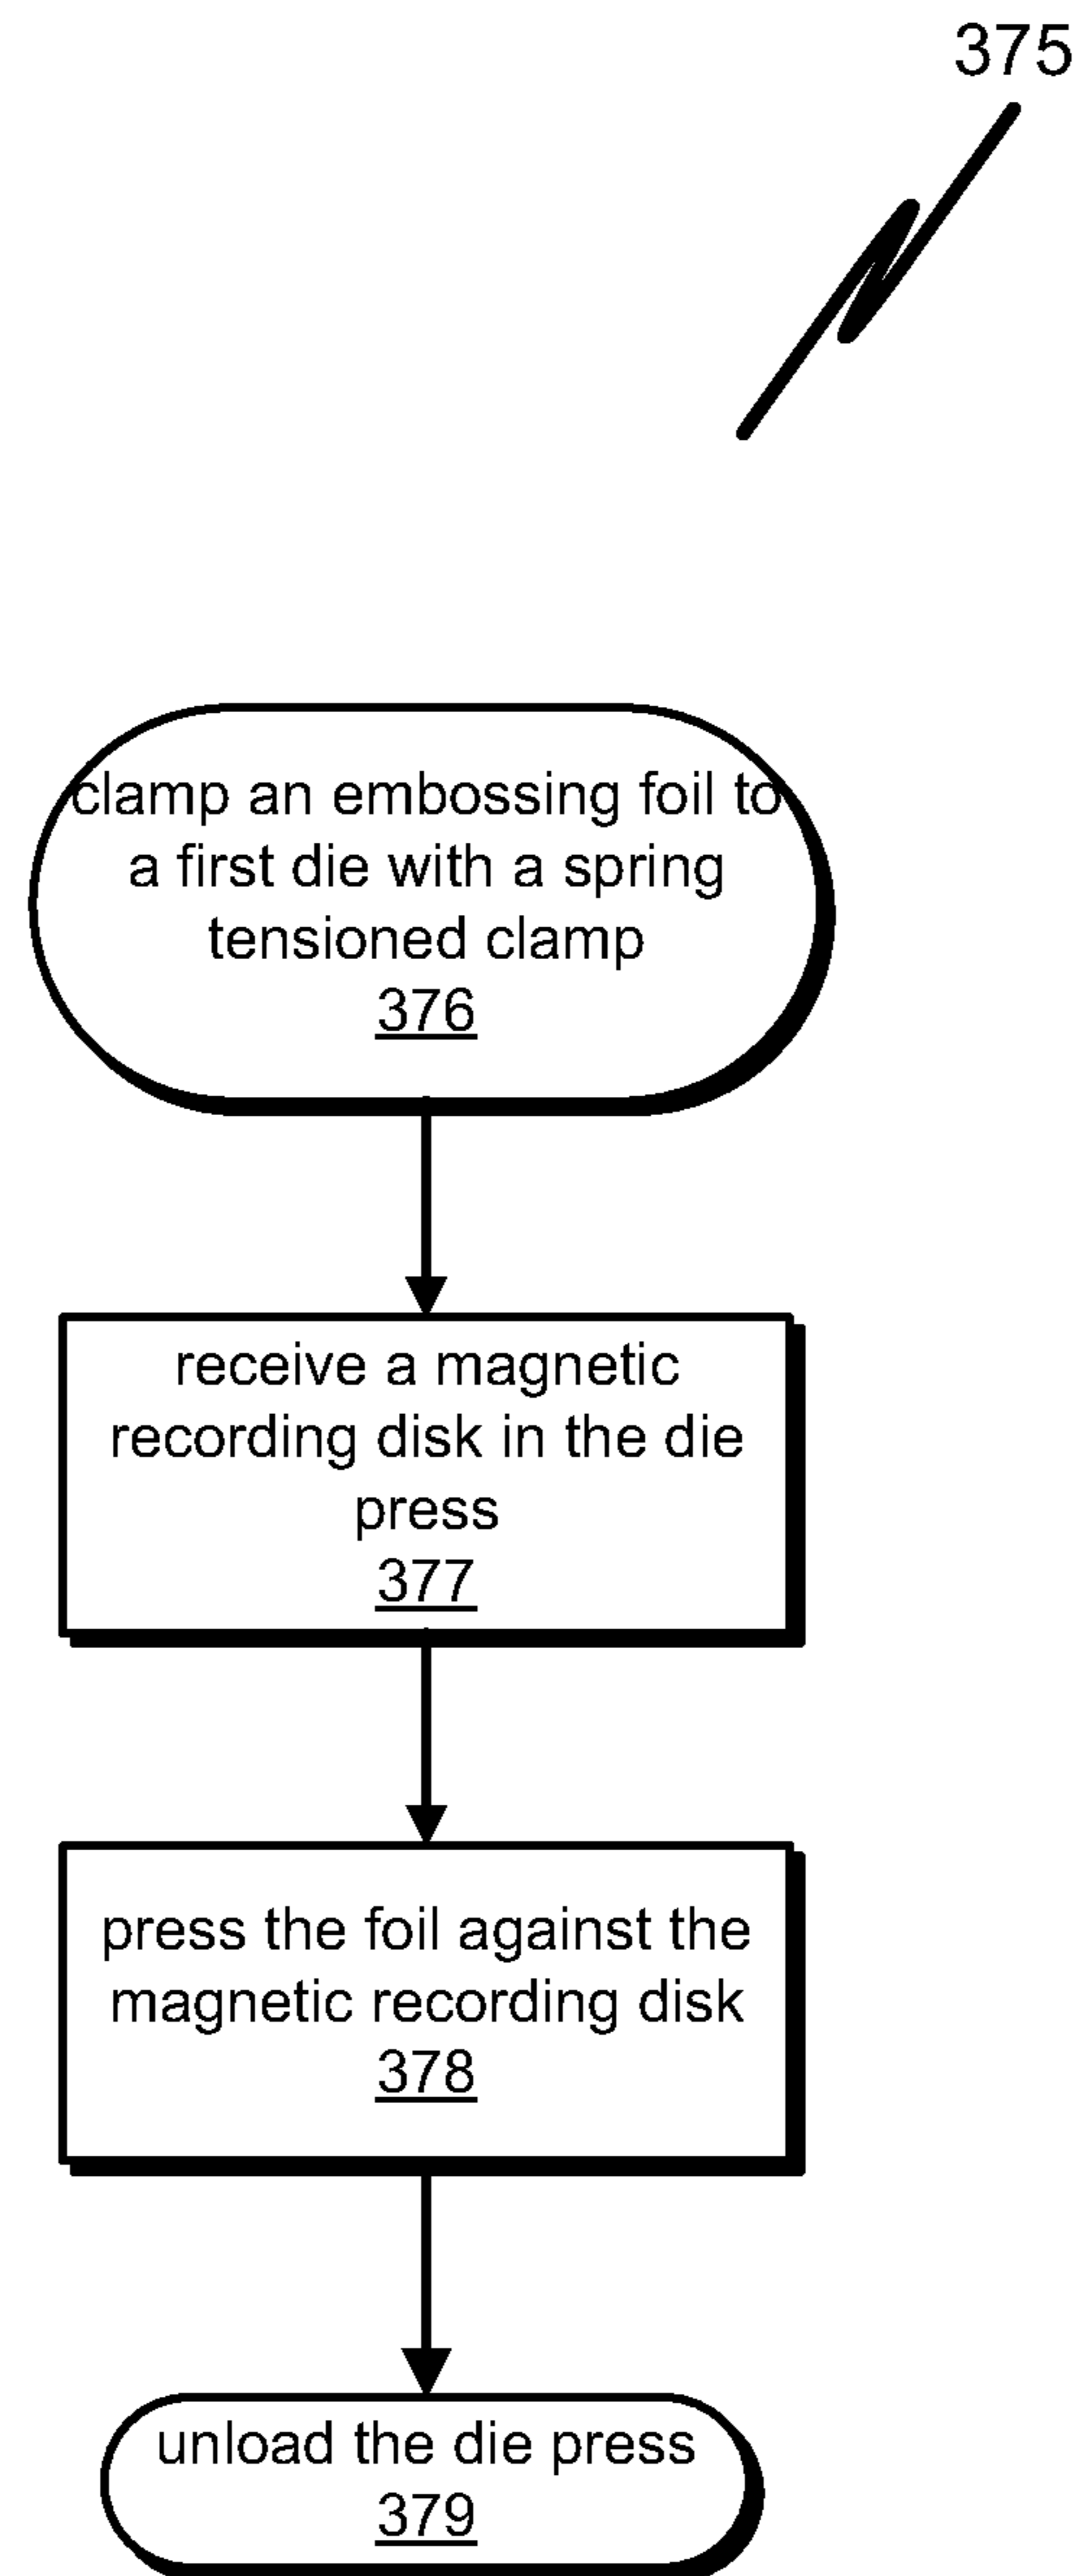 375
clamp an embossing foil to
a first die with a spring
tensioned clamp
376
receive a magnetic
recording disk in the die
press
377
press the foil against the
magnetic recording disk
378
unload the die press
379